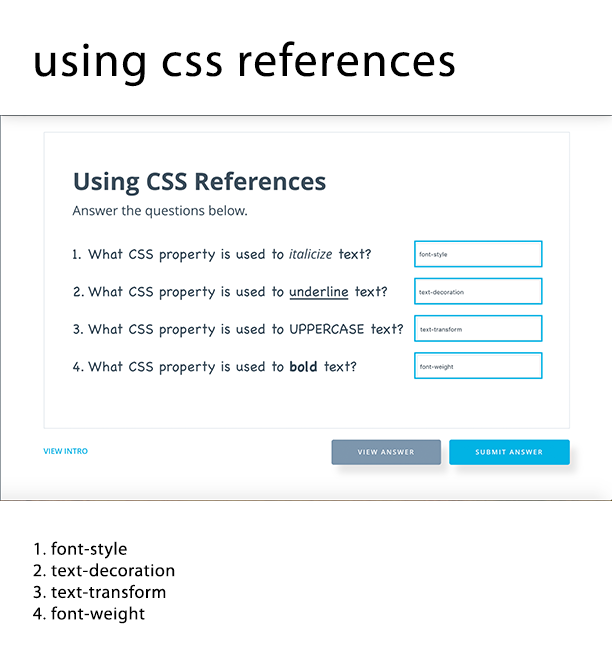 using css references
Using CSS References
Answer the questions below.
1. What CSS property is used to italicize text?
font-style
2. What CSS property is used to underline text?
text-decoration
3. What CSS property is used to UPPERCASE text?
text-transform
4. What CSS property is used to bold text?
font-weight
VIEW INTRO
VIEW ANSWER
SUBMIT ANSWER
1. font-style
2. text-decoration
3. text-transform
4. font-weight